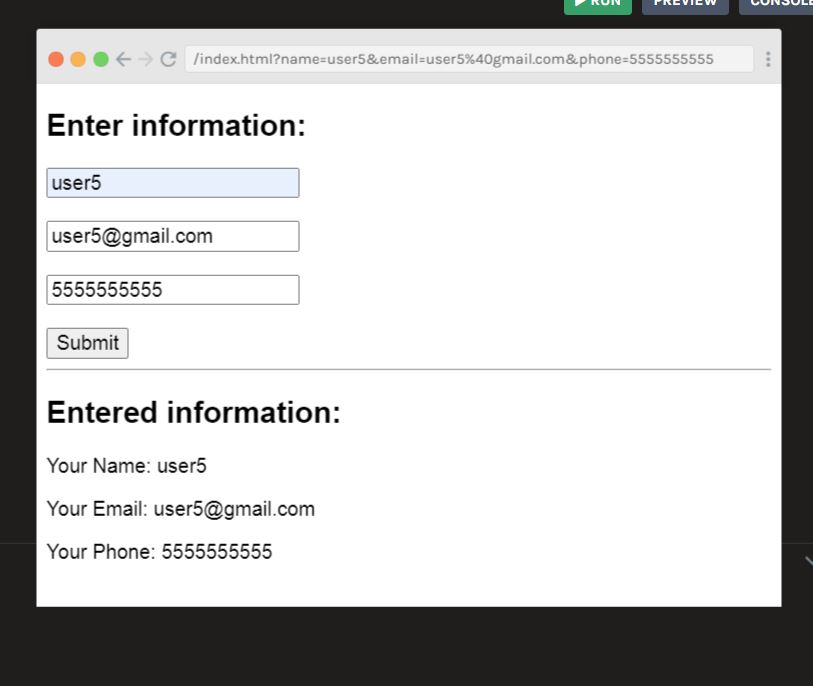 RUN
PREVIEW
CONSOLE
/index.html?name=user5&email=user5%40gmail.com&phone=5555555555
Enter information:
user5
user5@gmail.com
5555555555
Submit
Entered information:
Your Name: user5
Your Email: user5@gmail.com
Your Phone: 5555555555